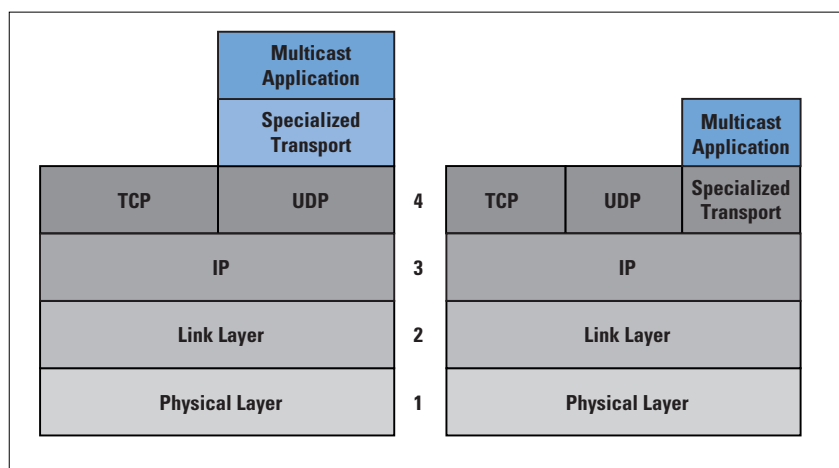 Multicast
Application
Specialized
Transport
TCP
UDP
IP
Link Layer
Physical Layer
4
3
2
1
Multicast
Application
TCP
UDP
Specialized
Transport
IP
Link Layer
Physical Layer